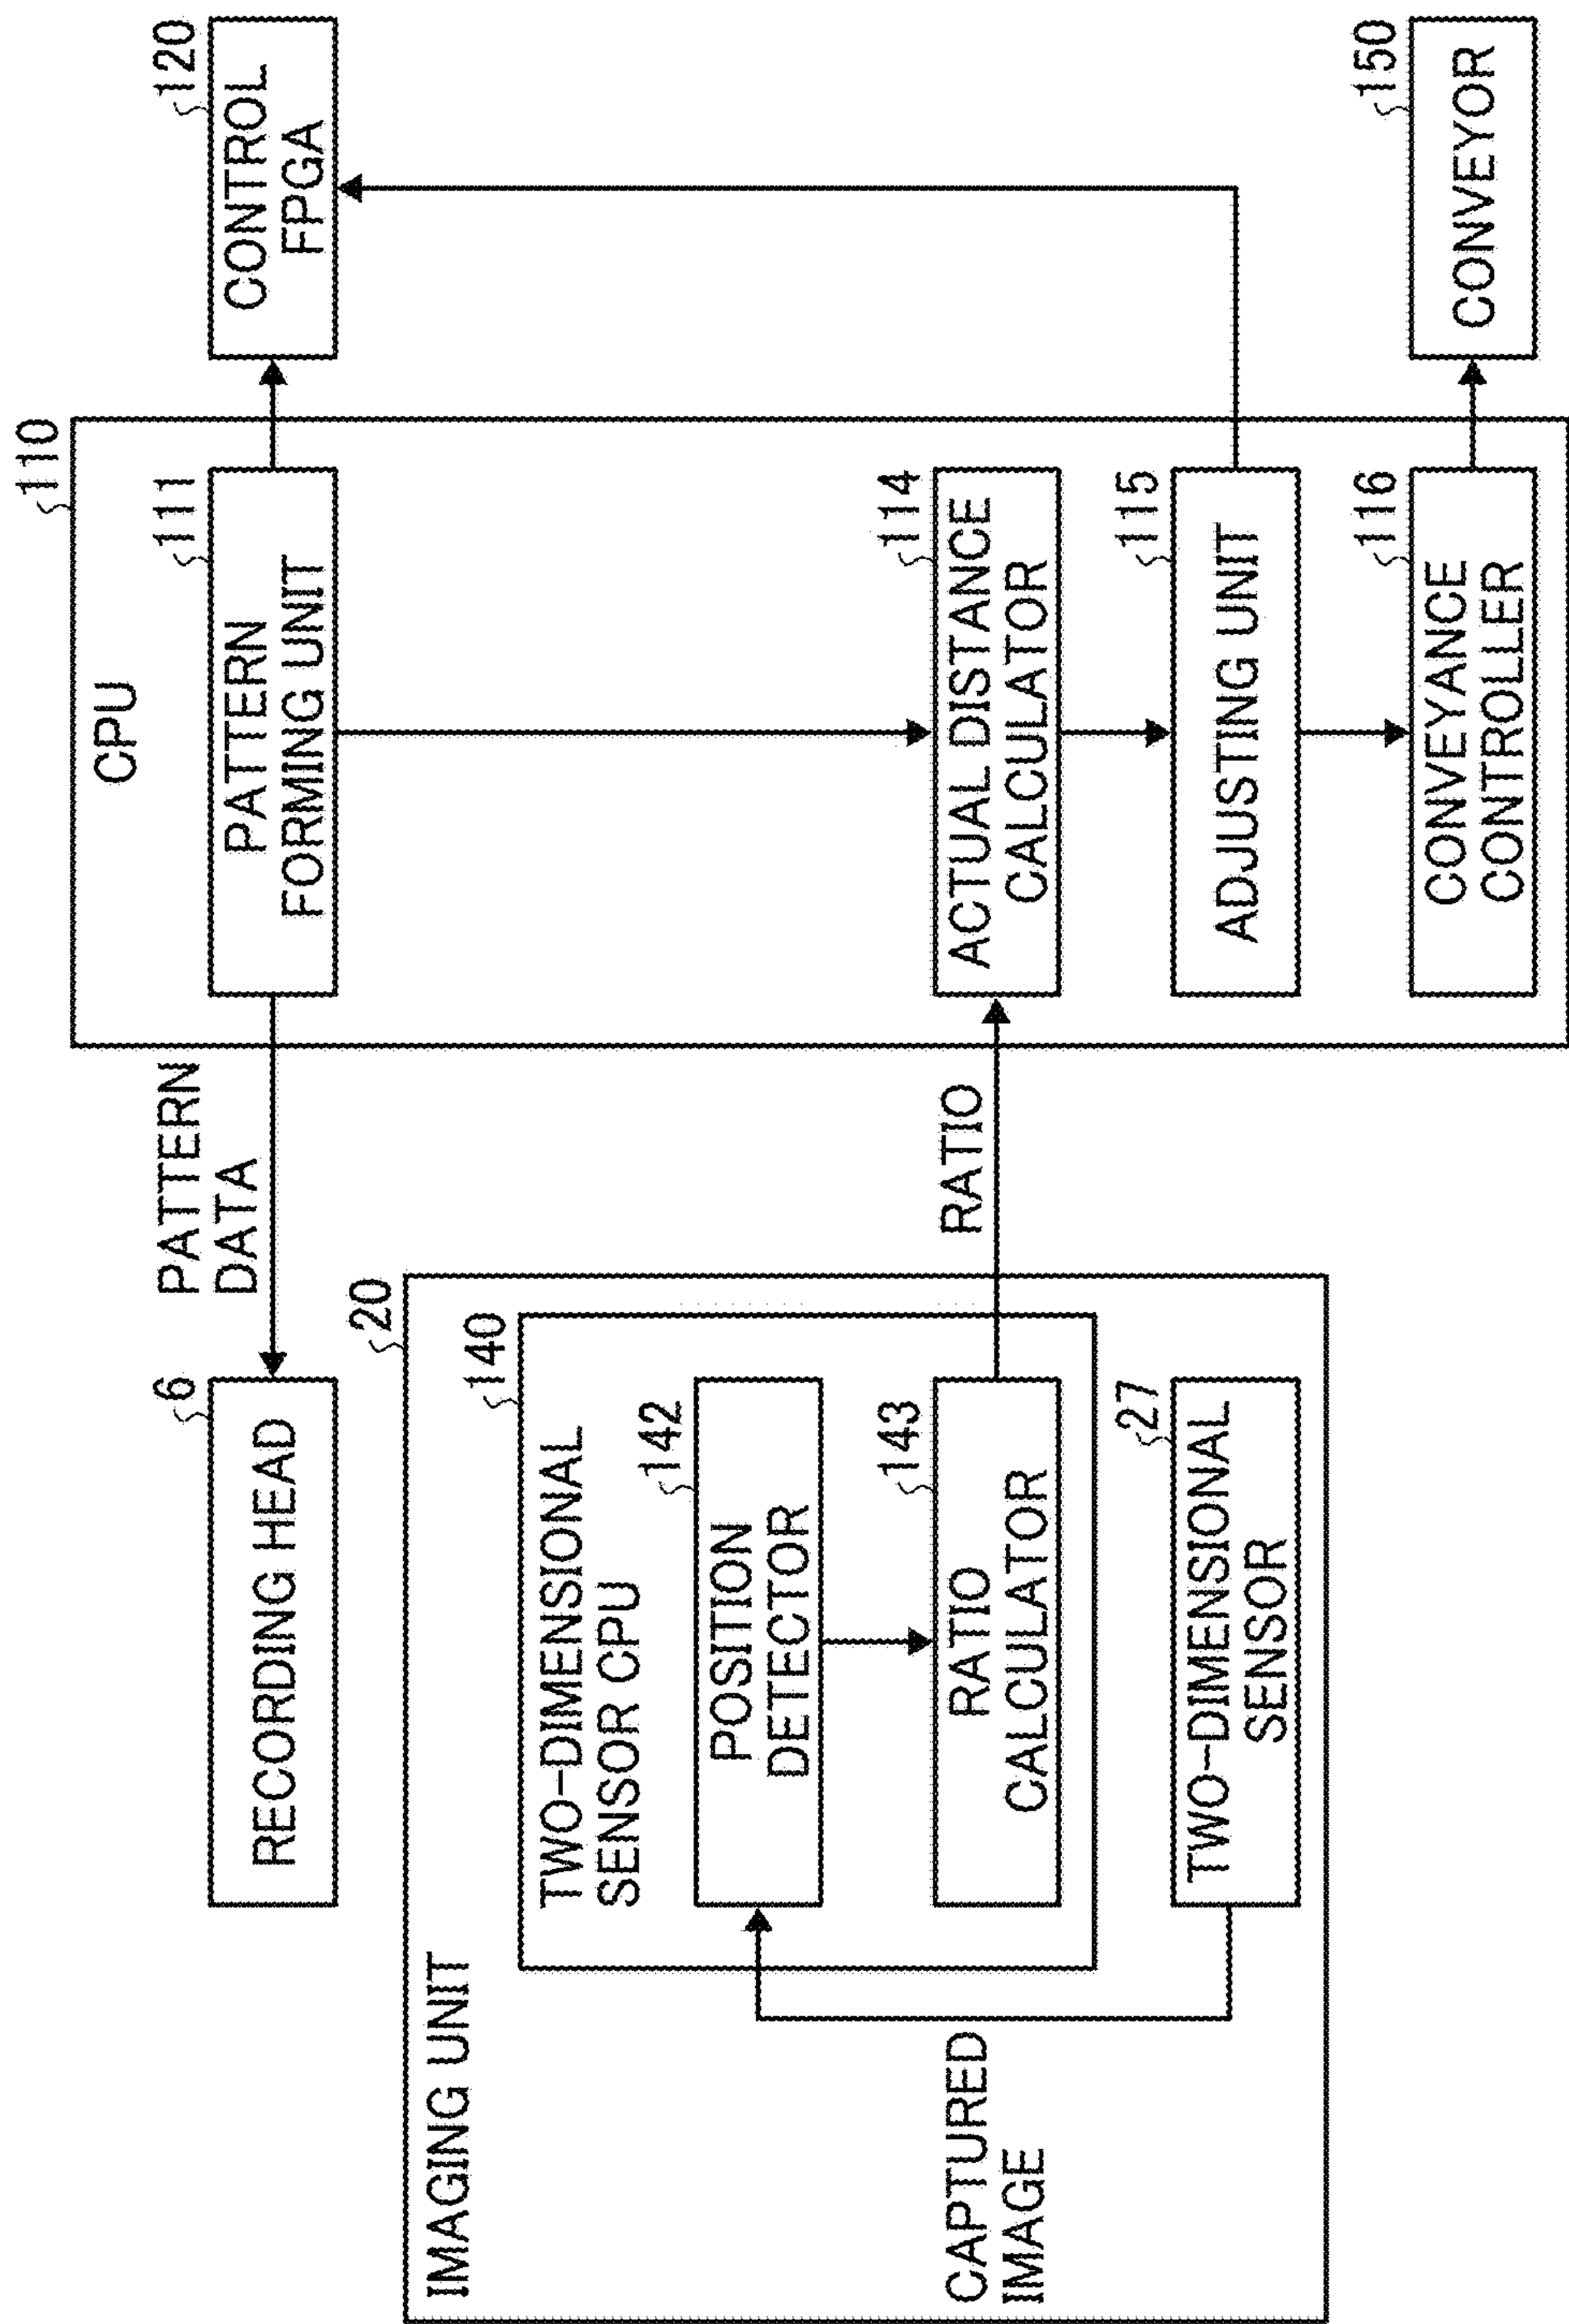 110
CPU
6
RECORDING HEAD
PATTERN
DATA
111
PATTERN
FORMING UNIT
120
CONTROL
FPGA
20
IMAGING UNIT
140
TWO-DIMENSIONAL
SENSOR CPU
142
POSITION
DETECTOR
143
RATIO
CALCULATOR
CAPTURED
IMAGE
27
TWO-DIMENSIONAL
SENSOR
RATIO
114
ACTUAL DISTANCE
CALCULATOR
115
ADJUSTING UNIT
116
CONVEYANCE
CONTROLLER
150
CONVEYOR